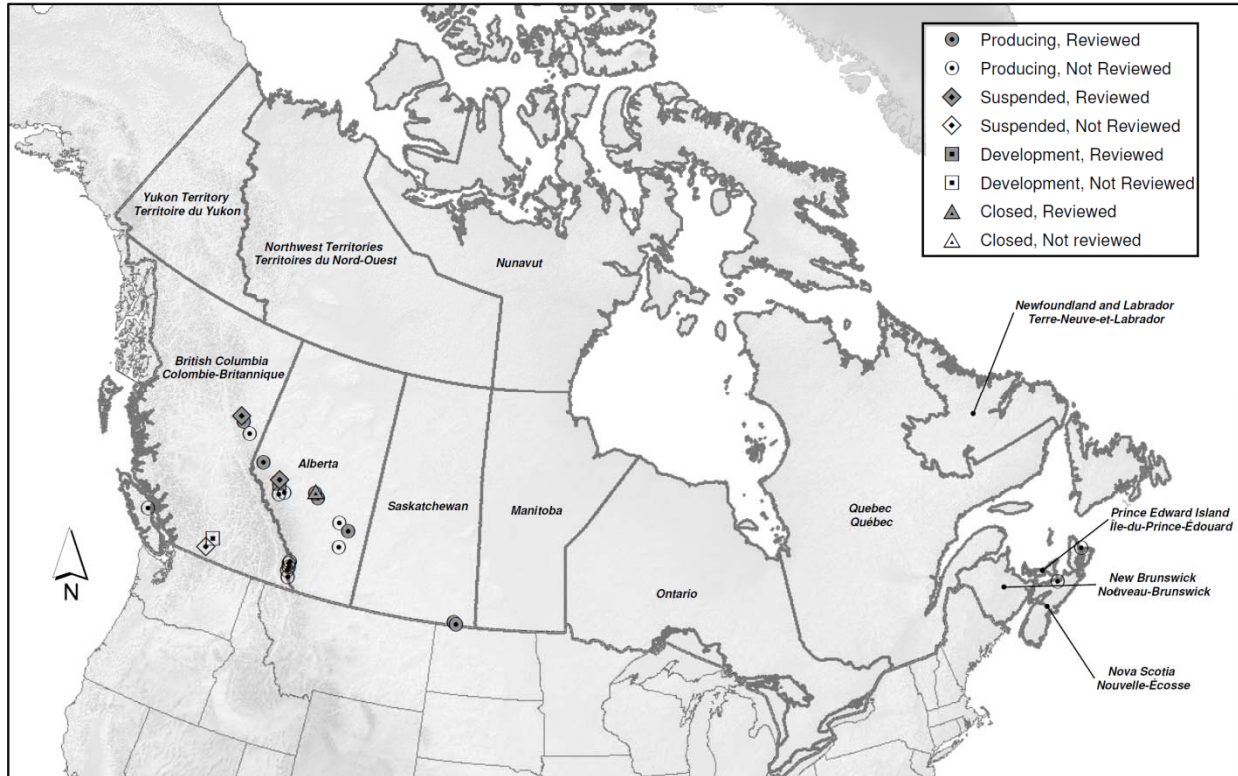 Producing, Reviewed
Producing, Not Reviewed
Suspended, Reviewed
Suspended, Not Reviewed
Development, Reviewed
Development, Not Reviewed
Closed, Reviewed
Closed, Not reviewed
Yukon Territory
Territoire du Yukon
Northwest Territories
Territoires du Nord-Ouest
Nunavut
Newfoundland and Labrador
Terre-Neuve-et-Labrador
British Columbia
Colombie-Britannique
Alberta
Saskatchewan
Manitoba
Ontario
Quebec
Québec
Prince Edward Island
Île-du-Prince-Édouard
New Brunswick
Nouveau-Brunswick
Nova Scotia
Nouvelle-Écosse
N